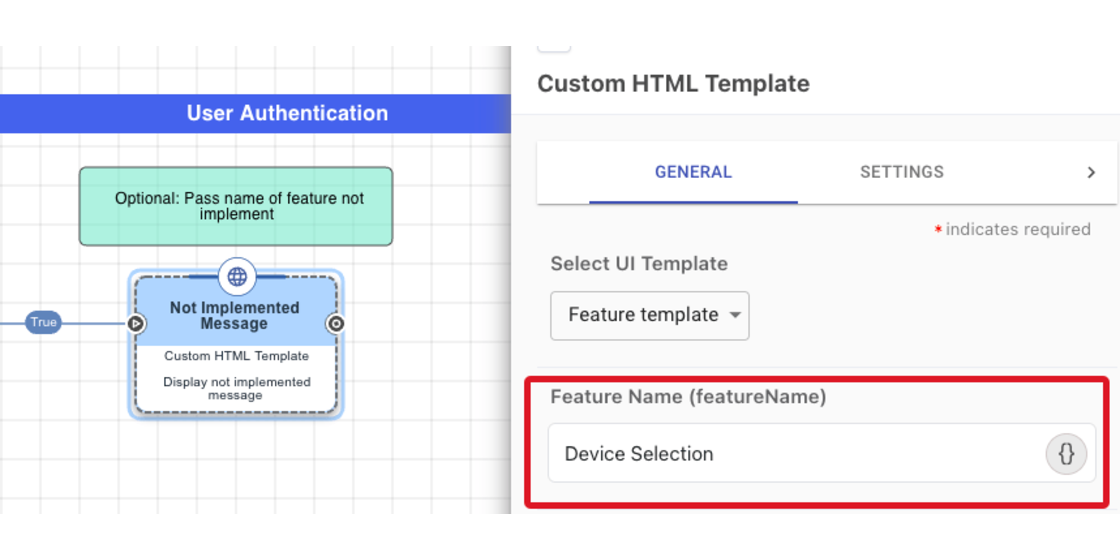 User Authentication
Optional: Pass name of feature not
implement
True
Not Implemented
Message
Custom HTML Template
Display not implemented
message
Custom HTML Template
GENERAL
SETTINGS
* indicates required
Select UI Template
Feature template
Feature Name (featureName)
Device Selection
{}